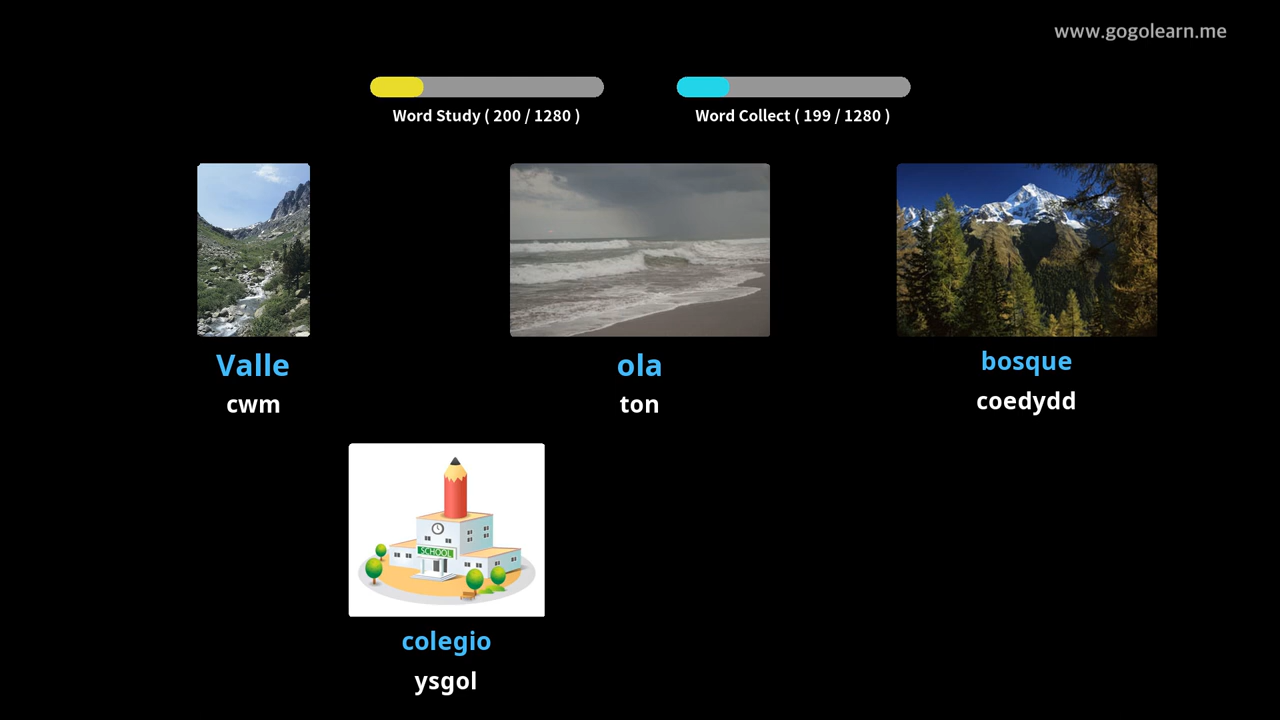 www.gogolearn.me
Word Study ( 200 / 1280 )
Word Collect ( 199 / 1280 )
Valle
cwm
ola
ton
bosque
coedydd
SCHOOL
colegio
ysgol